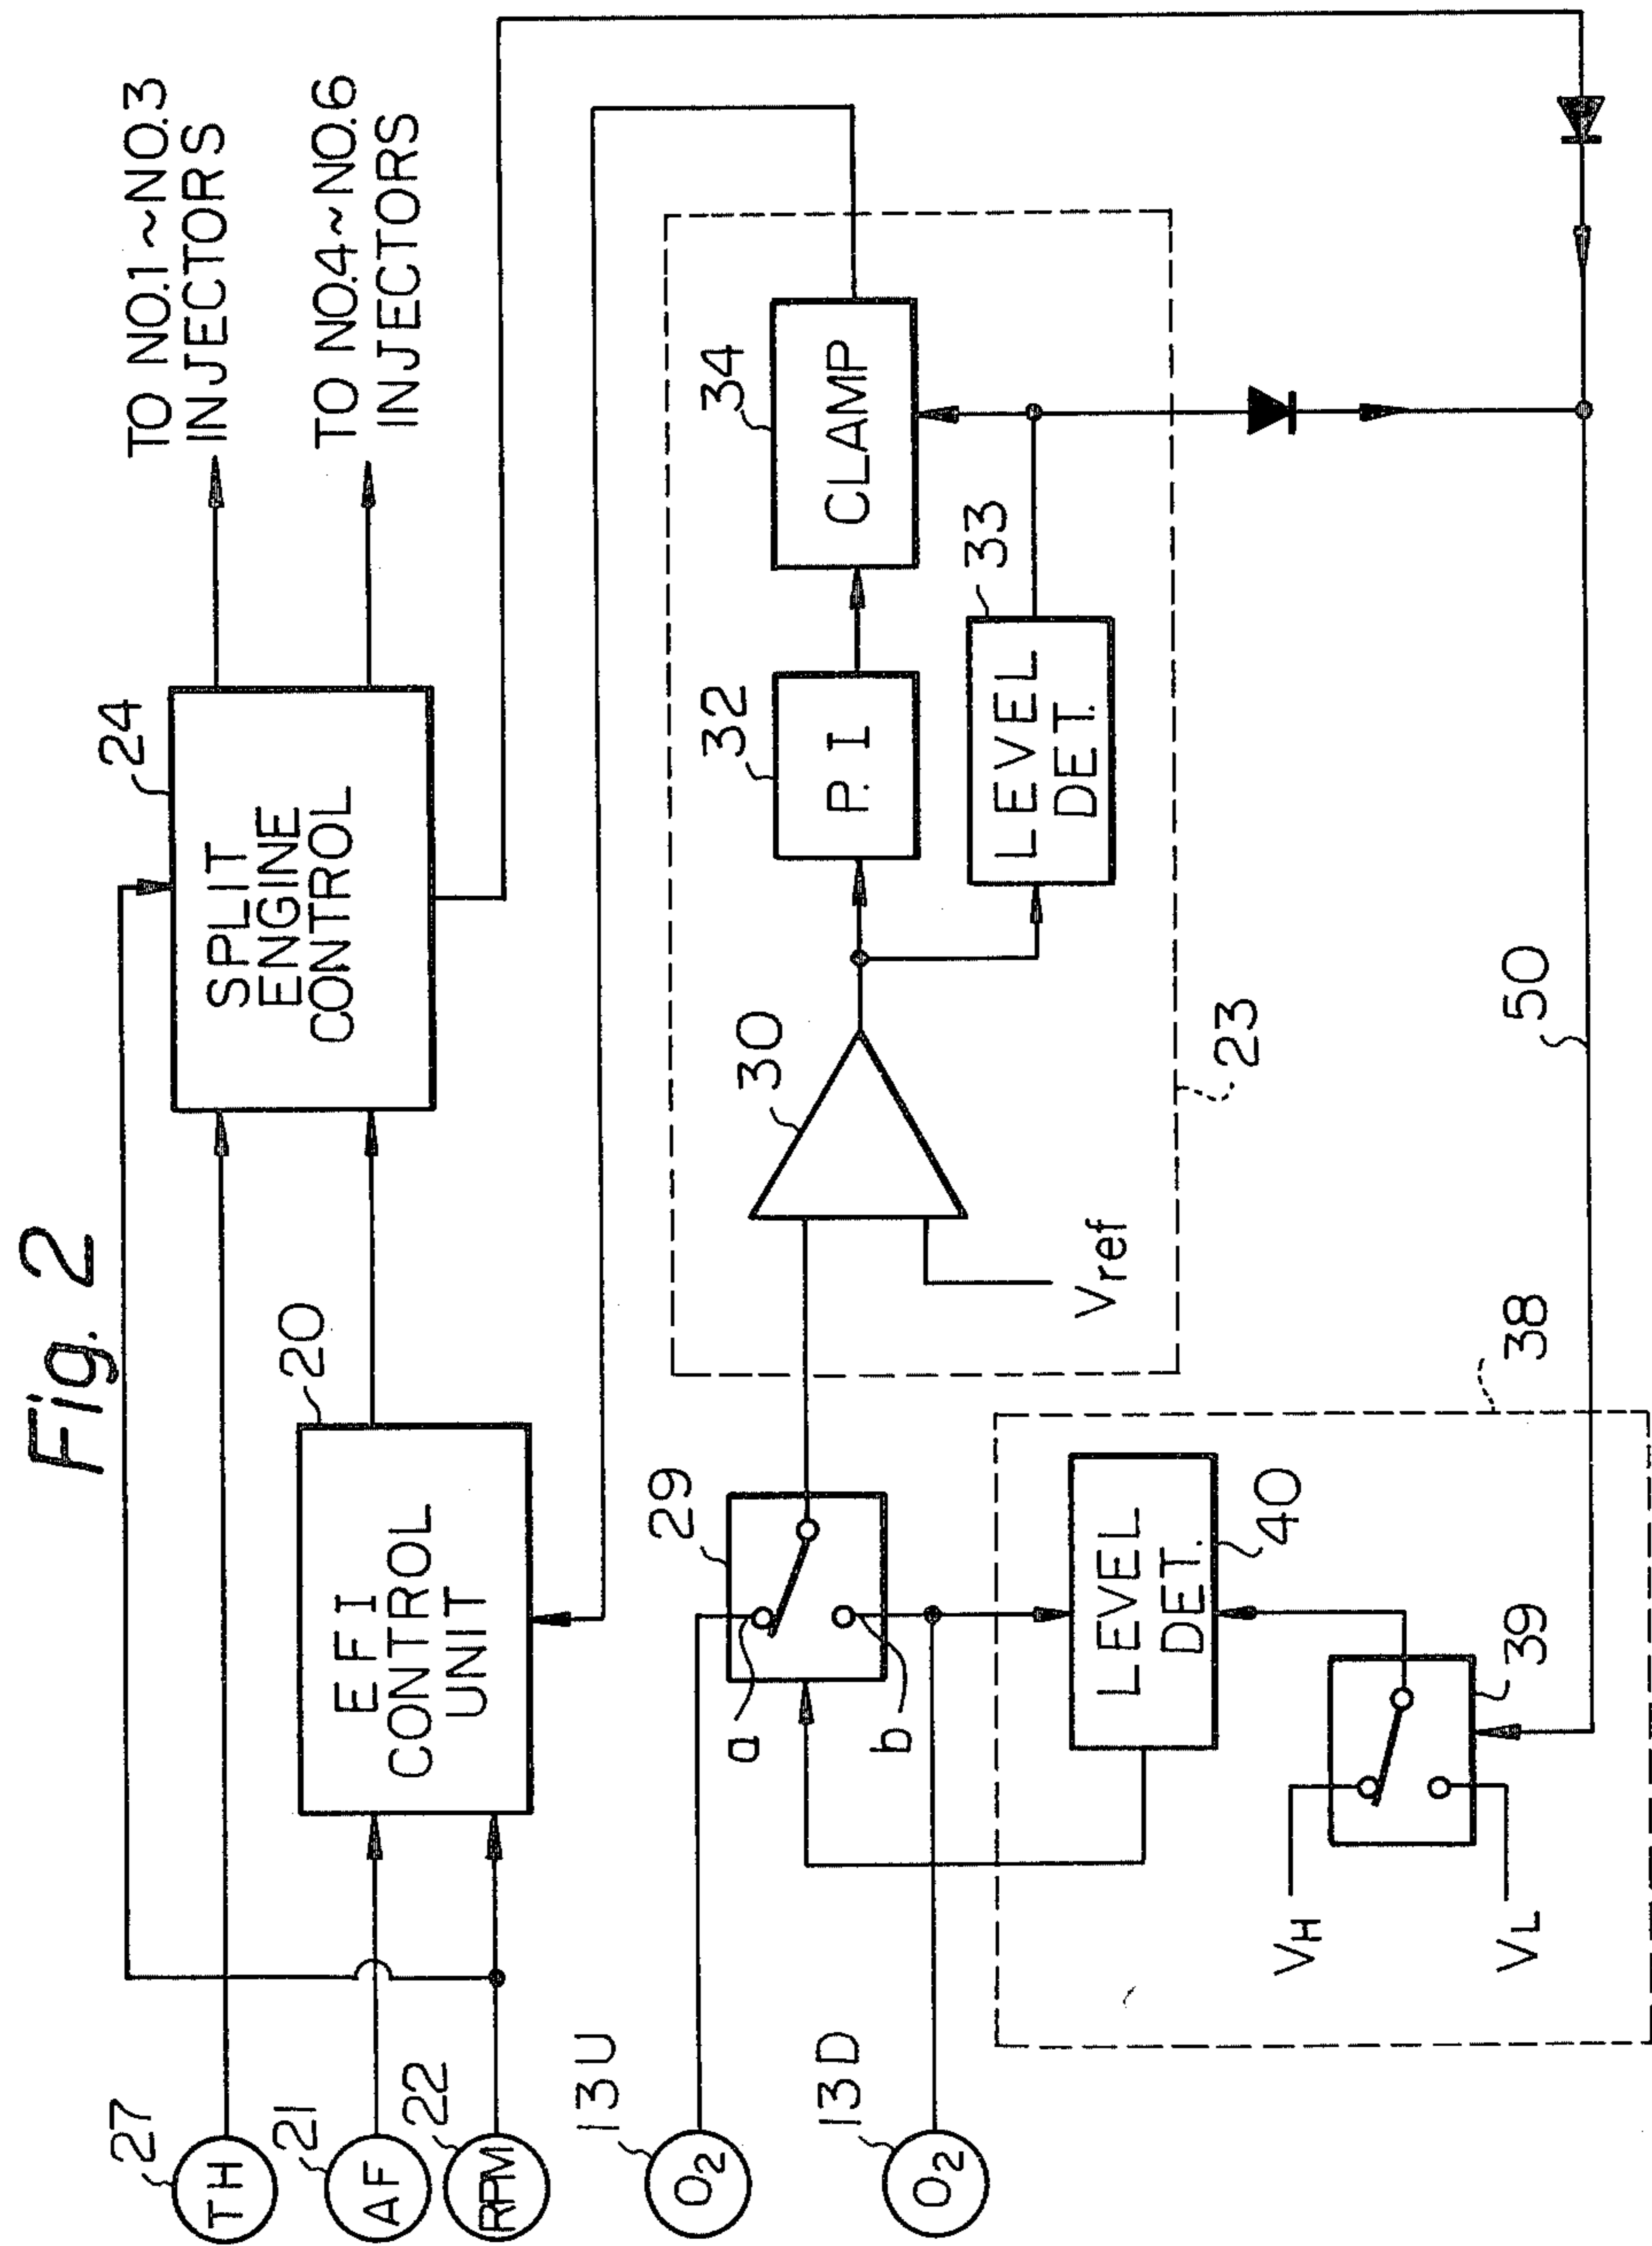 Fig. 2
27
TH
21
AF
22
RPM
20
EFI
CONTROL
UNIT
24
SPLIT
ENGINE
CONTROL
TO NO.1~NO.3
INJECTORS
TO NO.4~NO.6
INJECTORS
13U
O2
13D
O2
29
a
b
30
Vref
32
P. I
34
CLAMP
33
LEVEL
DET.
23
LEVEL
DET.
40
38
39
VH
VL
50